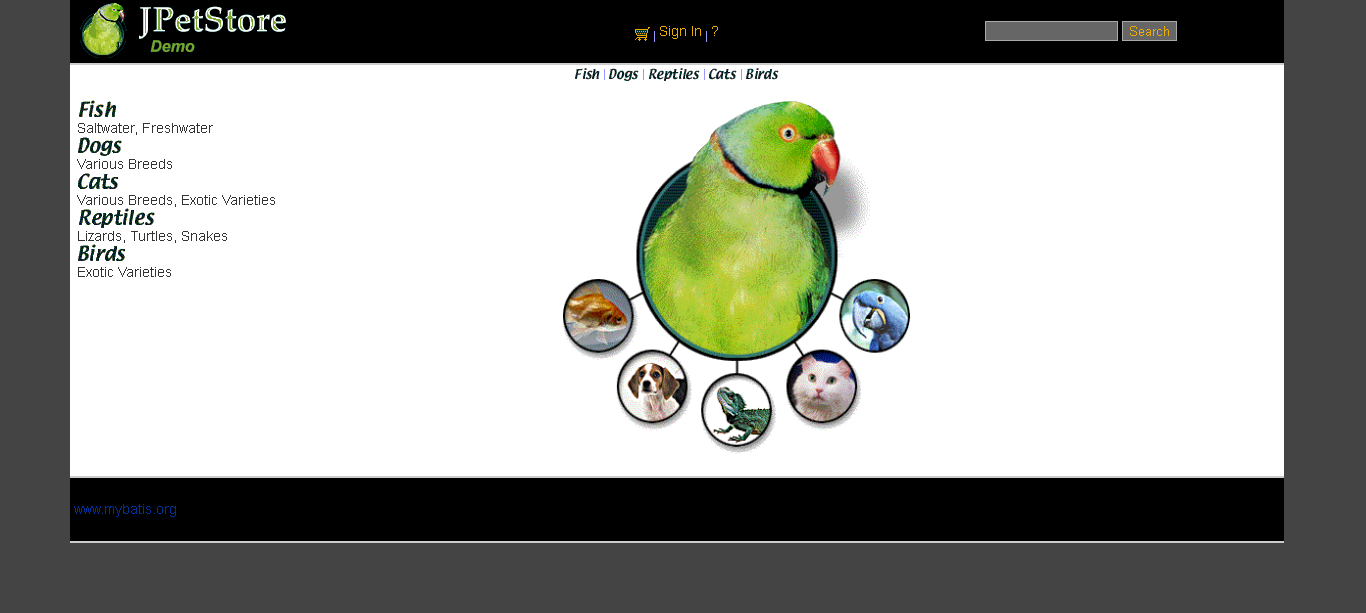 JPetStore
Demo
Sign In | ?
Search
Fish | Dogs | Reptiles | Cats | Birds
Fish
Saltwater, Freshwater
Dogs
Various Breeds
Cats
Various Breeds, Exotic Varieties
Reptiles
Lizards, Turtles, Snakes
Birds
Exotic Varieties
www.mybatis.org